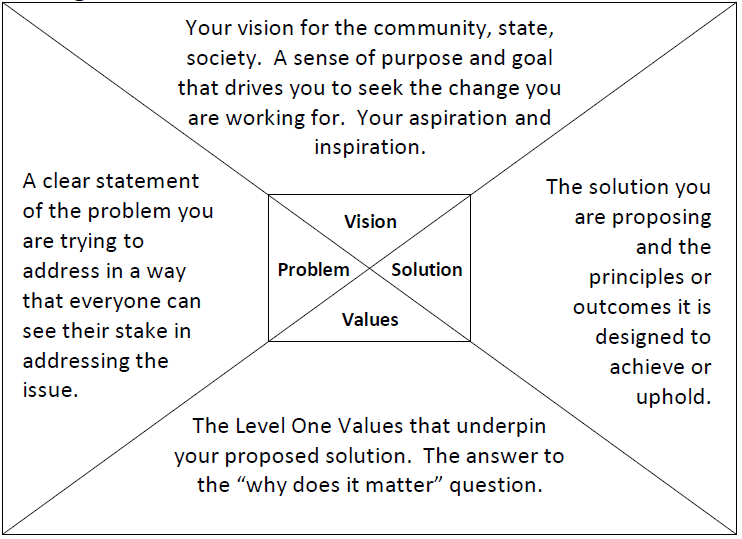 Your vision for the community, state,
society.  A sense of purpose and goal
that drives you to seek the change you
are working for.  Your aspiration and
inspiration.
A clear statement
of the problem you
are trying to
address in a way
that everyone can
see their stake in
addressing the
issue.
Vision
Problem
Solution
Values
The solution you
are proposing
and the
principles or
outcomes it is
designed to
achieve or
uphold.
The Level One Values that underpin
your proposed solution.  The answer to
the “why does it matter” question.